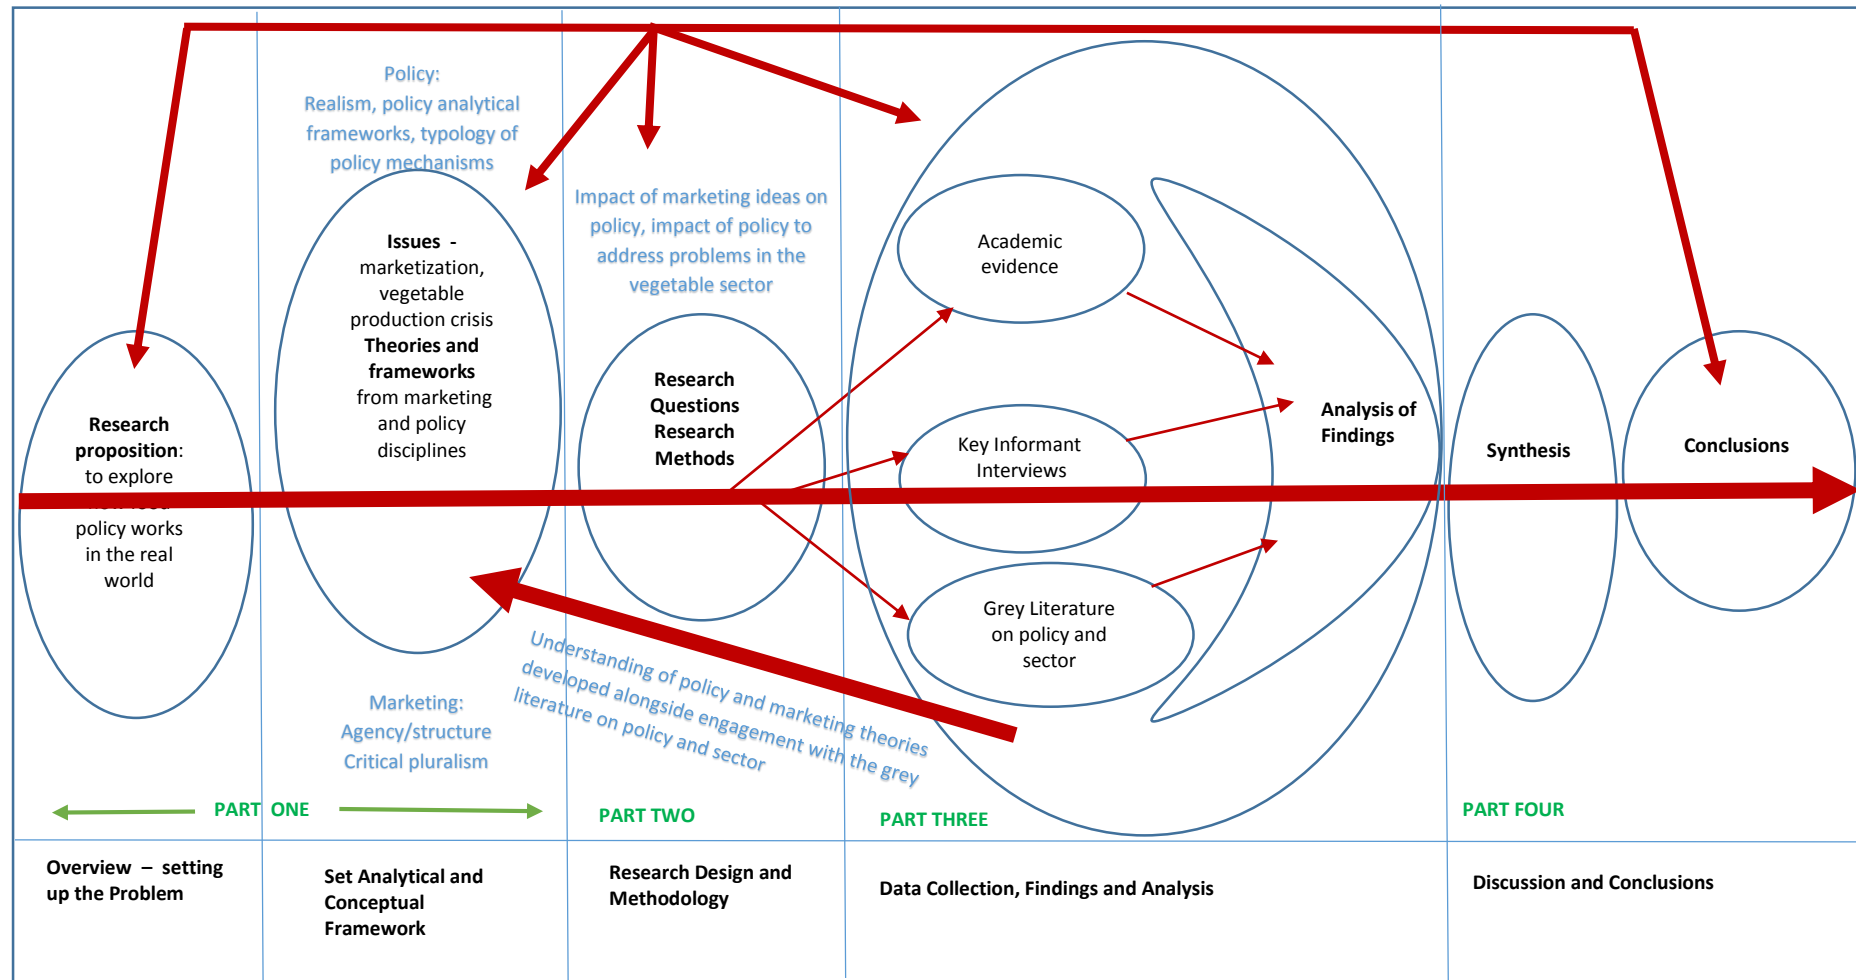 Policy:
Realism, policy analytical
frameworks, typology of
policy mechanisms
Impact of marketing ideas on
policy, impact of policy to
address problems in the
vegetable sector
Research
proposition:
to explore
policy works
in the real
world
Issues -
marketization,
vegetable
production crisis
Theories and
frameworks
from marketing
and policy
disciplines
Research
Questions
Research
Methods
Academic
evidence
Key Informant
Interviews
Grey Literature
on policy and
sector
Analysis of
Findings
Synthesis
Conclusions
Understanding of policy and marketing theories
developed alongside engagement with the grey
literature on policy and sector
Marketing:
Agency/structure
Critical pluralism
PART ONE
PART TWO
PART THREE
PART FOUR
Overview – setting
up the Problem
Set Analytical and
Conceptual
Framework
Research Design and
Methodology
Data Collection, Findings and Analysis
Discussion and Conclusions